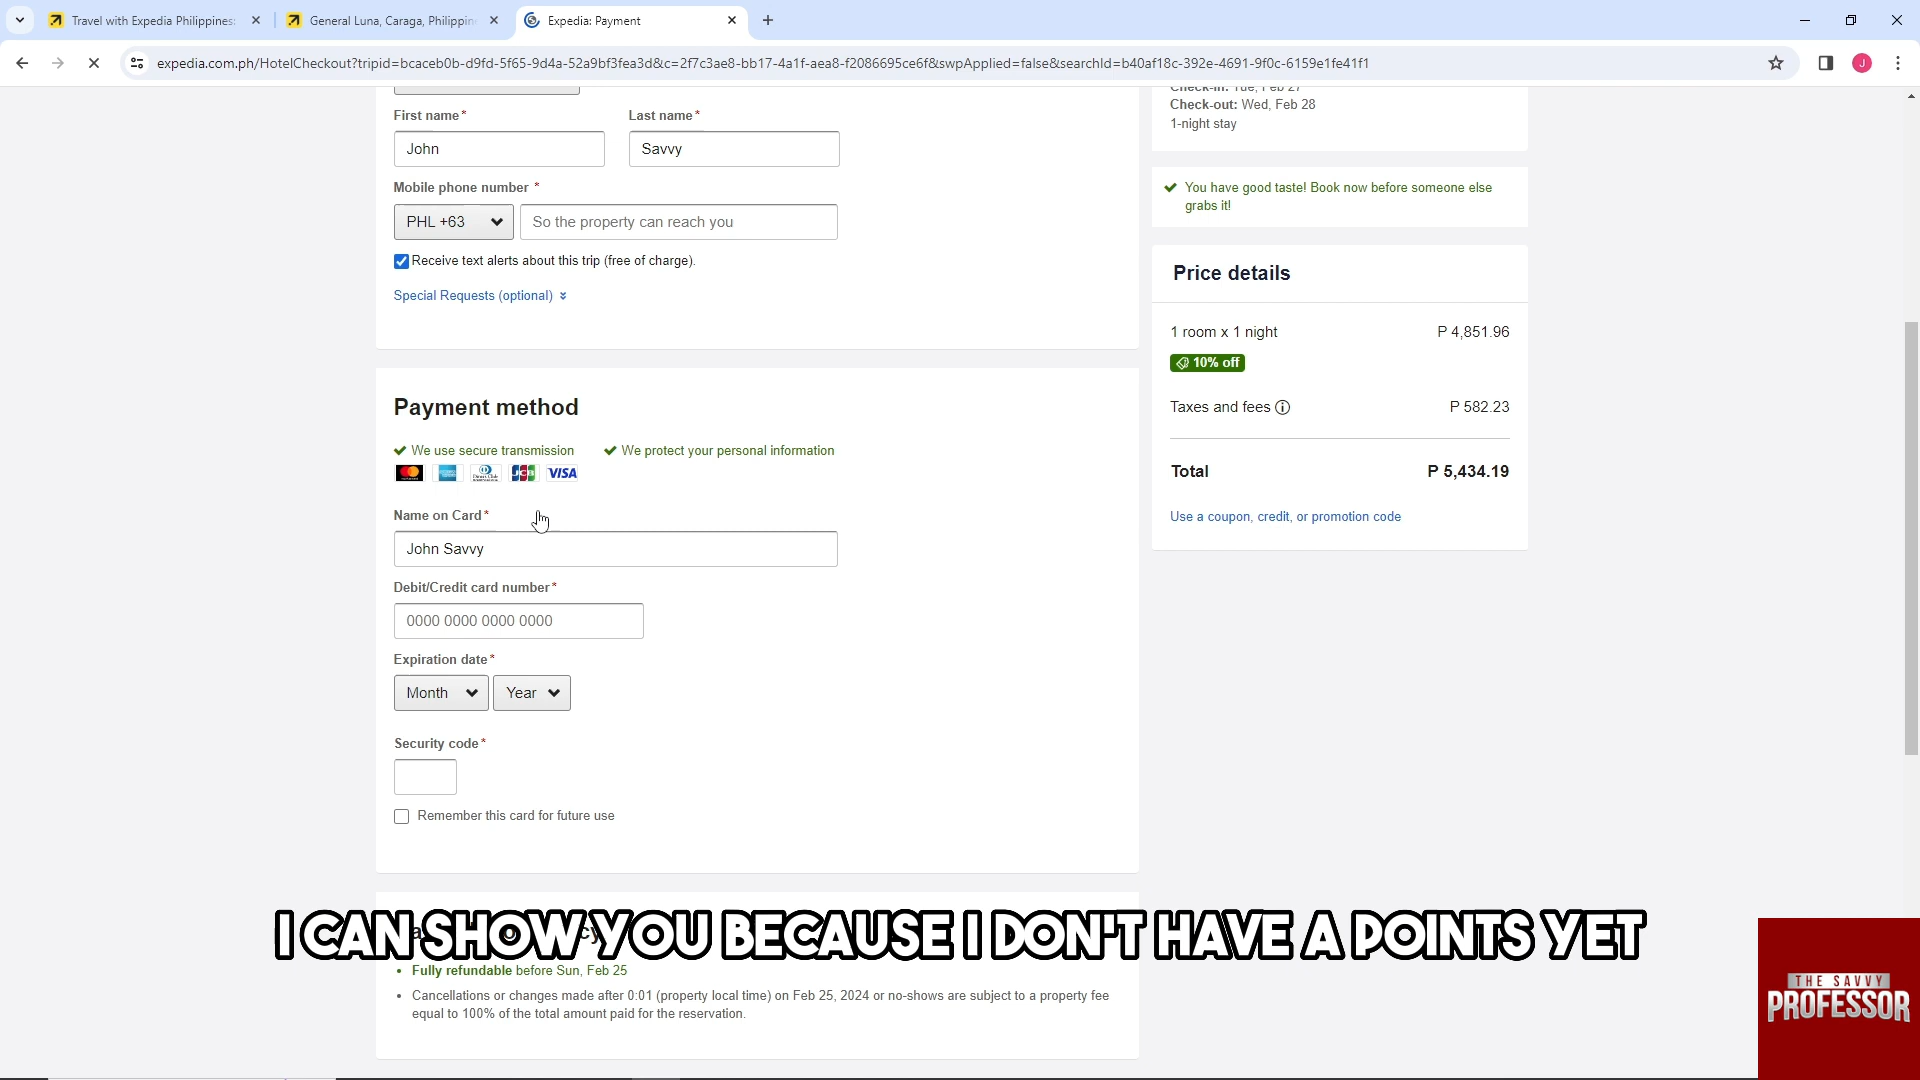 Travel with Expedia Philippines:
General Luna, Caraga, Philippin
Expedia: Payment
expedia.com.ph/HotelCheckout?tripid=bcaceb0b-d9fd-5f65-9d4a-52a9bf3fea3d&c=2f7c3ae8-bb17-4a1f-aea8-f2086695ce6f&swpApplied=false&searchId=b40af18c-392e-4691-9f0c-6159e1fe41f1
J
First name*
Last name*
John
Savvy
Mobile phone number *
PHL +63
So the property can reach you
Receive text alerts about this trip (free of charge).
Special Requests (optional)
Payment method
We use secure transmission
We protect your personal information
JCB
VISA
Name on Card*
John Savvy
Debit/Credit card number*
0000 0000 0000 0000
Expiration date*
Month
Year
Security code*
Remember this card for future use
I CAN SHOW YOU BECAUSE I DON'T HAVE A POINTS YET
Fully refundable before Sun, Feb 25
Cancellations or changes made after 0:01 (property local time) on Feb 25, 2024 or no-shows are subject to a property fee
equal to 100% of the total amount paid for the reservation.
Check-in: Tue, Feb 27
Check-out: Wed, Feb 28
1-night stay
You have good taste! Book now before someone else
grabs it!
Price details
1 room x 1 night
P 4,851.96
10% off
Taxes and fees
P 582.23
Total
P 5,434.19
Use a coupon, credit, or promotion code
THE SAVVY
PROFESSOR